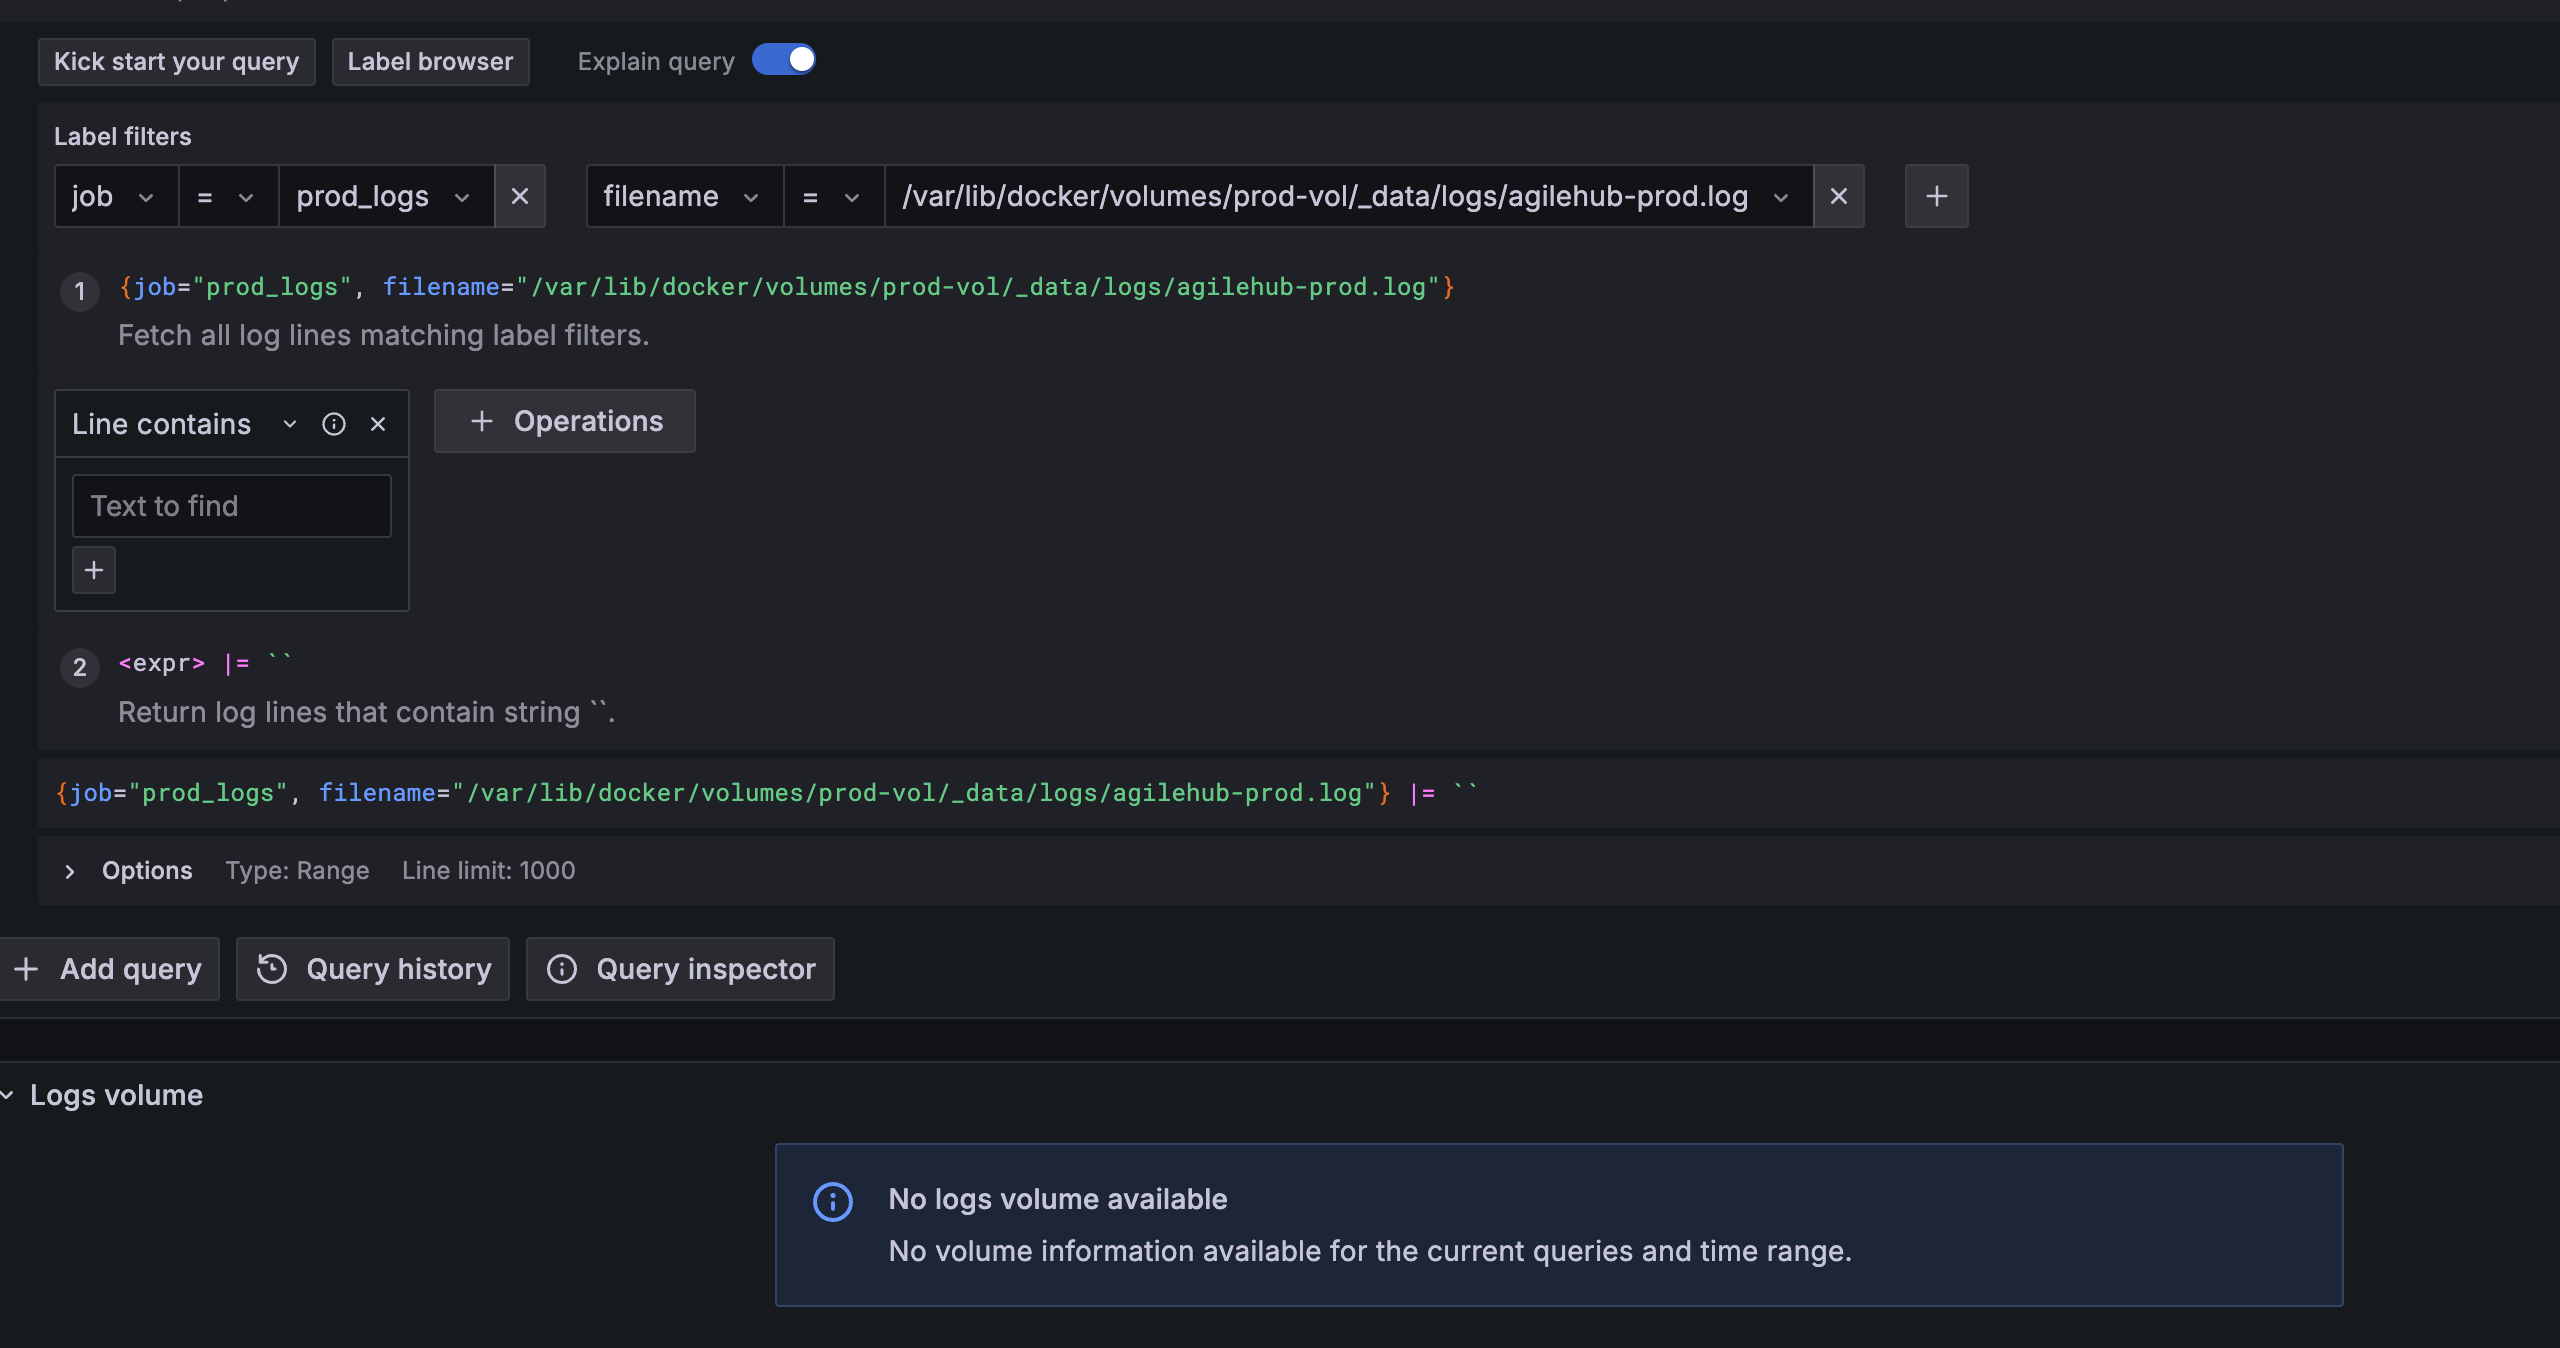 Kick start your query Label browser Explain query
Label filters
job = prod_logs filename = /var/lib/docker/volumes/prod-vol/_data/logs/agilehub-prod.log
1 {job="prod_logs", filename="/var/lib/docker/volumes/prod-vol/_data/logs/agilehub-prod.log"}
Fetch all log lines matching label filters.
Line contains + Operations
Text to find
+
2 <expr> |= ``
Return log lines that contain string ``.
{job="prod_logs", filename="/var/lib/docker/volumes/prod-vol/_data/logs/agilehub-prod.log"} |= ``
Options Type: Range Line limit: 1000
+ Add query Query history Query inspector
Logs volume
No logs volume available
No volume information available for the current queries and time range.